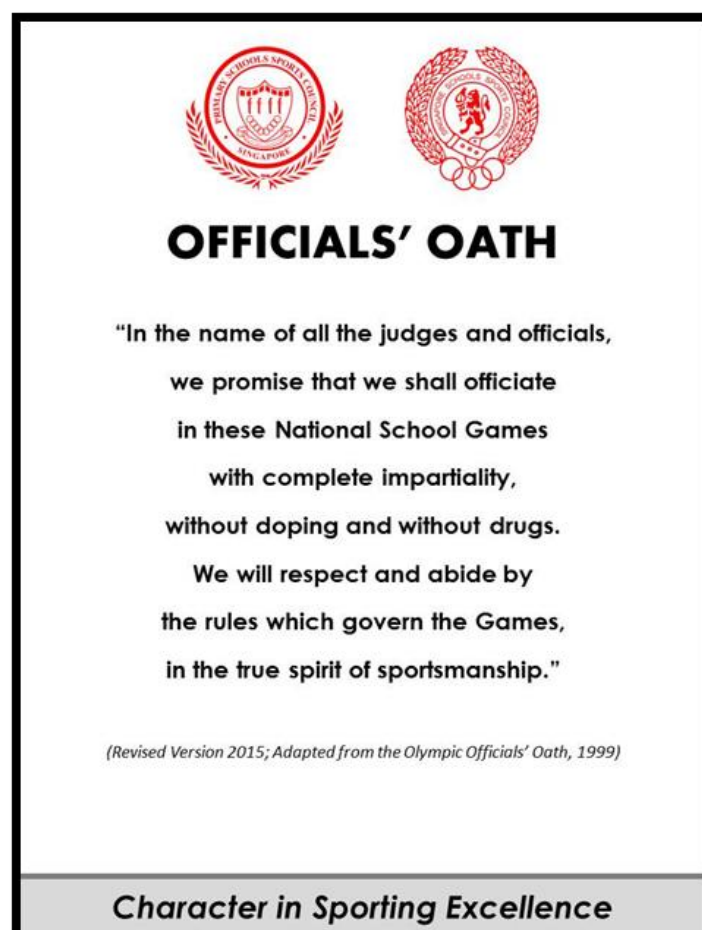 PRIMARY SCHOOLS SPORTS COUNCIL
SINGAPORE
SINGAPORE SCHOOLS SPORTS COUNCIL
OFFICIALS’ OATH
“In the name of all the judges and officials,
we promise that we shall officiate
in these National School Games
with complete impartiality,
without doping and without drugs.
We will respect and abide by
the rules which govern the Games,
in the true spirit of sportsmanship.”
(Revised Version 2015; Adapted from the Olympic Officials’ Oath, 1999)
Character in Sporting Excellence